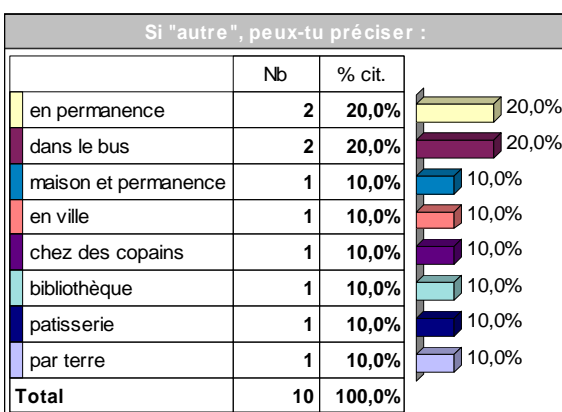 Si "autre", peux-tu préciser :
Nb % cit.
en permanence 2 20,0% 20,0%
dans le bus 2 20,0% 20,0%
maison et permanence 1 10,0% 10,0%
en ville 1 10,0% 10,0%
chez des copains 1 10,0% 10,0%
bibliothèque 1 10,0% 10,0%
patisserie 1 10,0% 10,0%
par terre 1 10,0% 10,0%
Total 10 100,0%